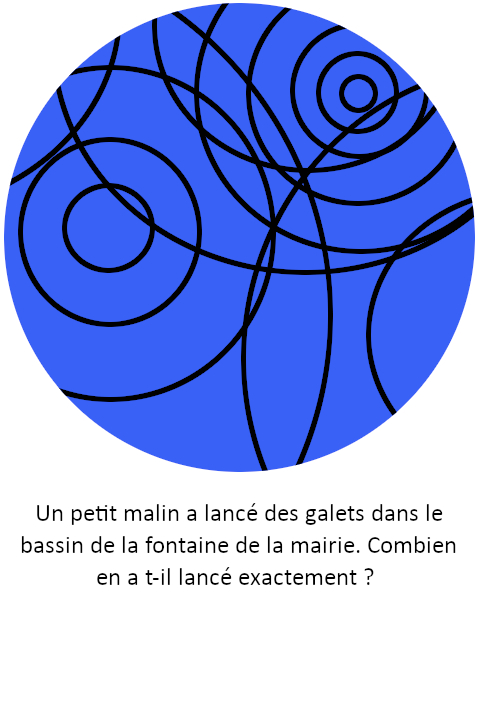 Un petit malin a lancé des galets dans le
bassin de la fontaine de la mairie. Combien
en a t-il lancé exactement ?